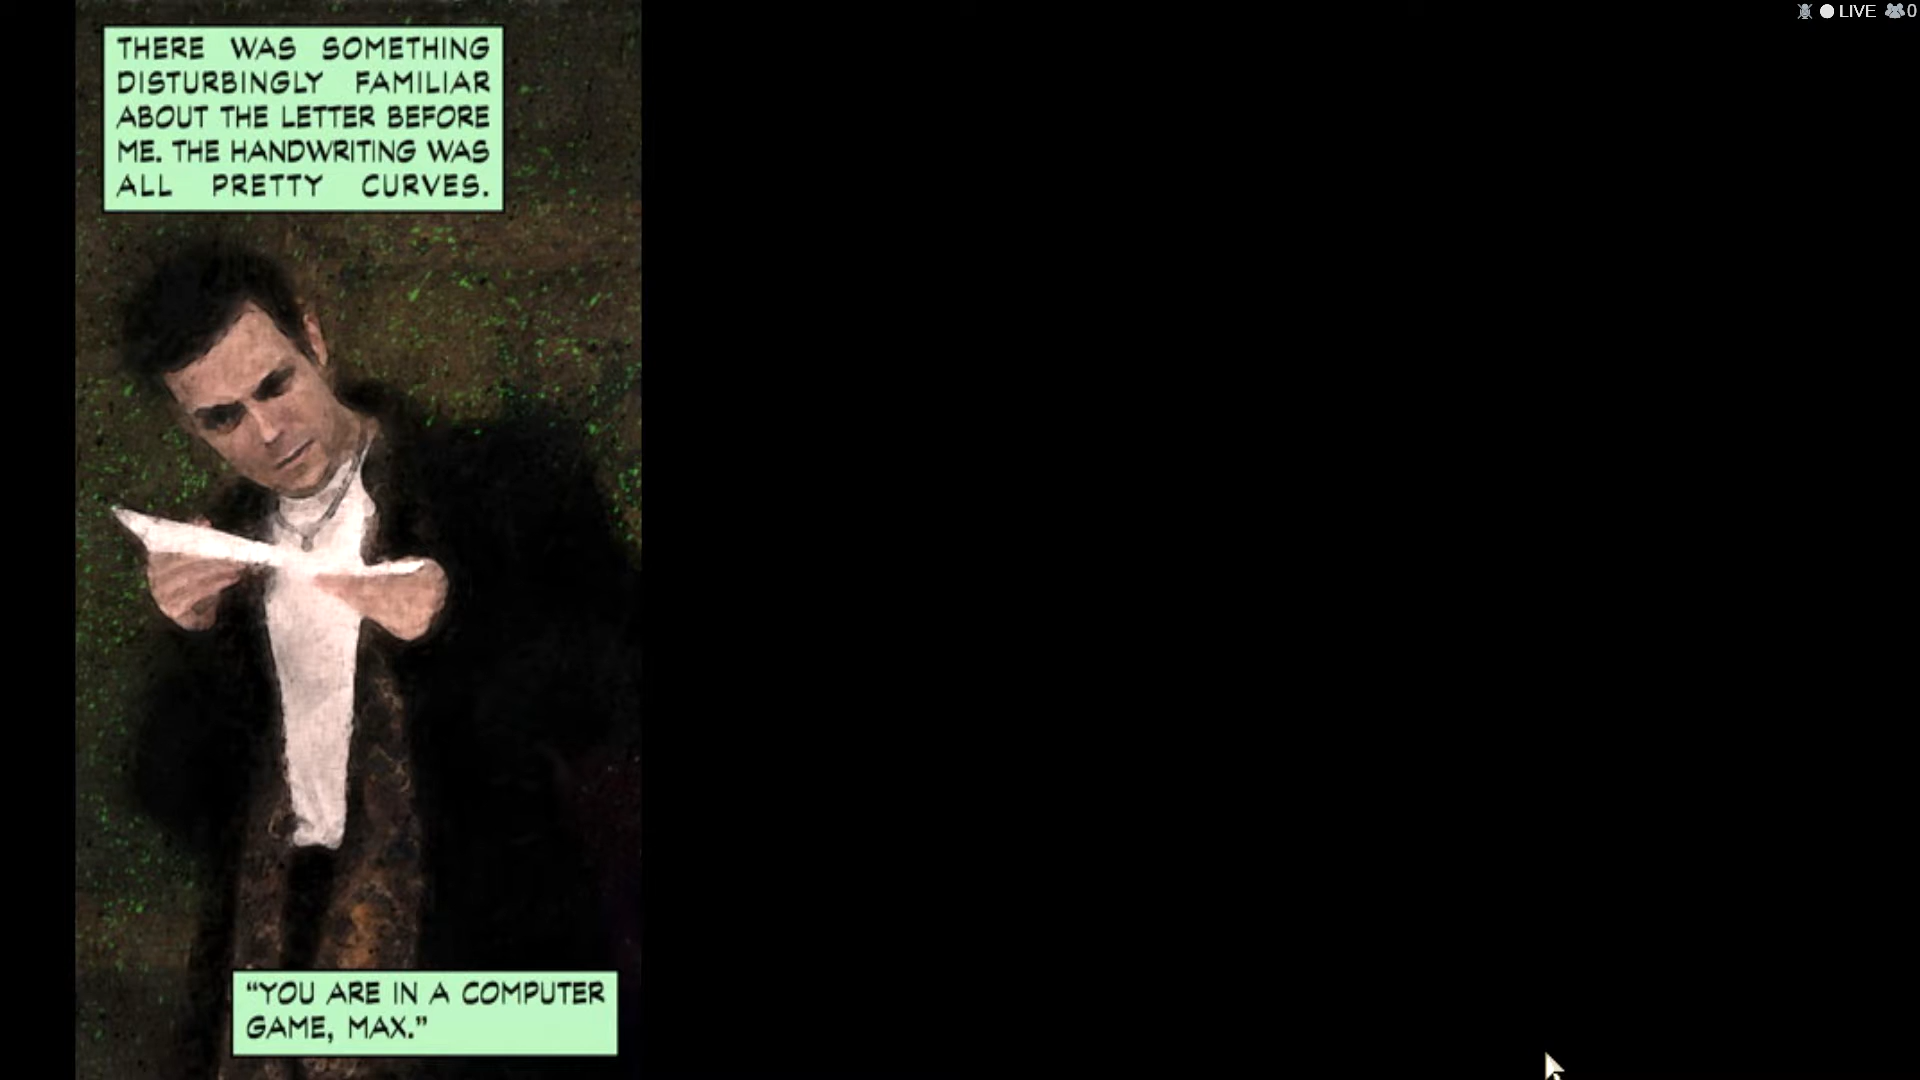 LIVE 0
THERE WAS SOMETHING
DISTURBINGLY FAMILIAR
ABOUT THE LETTER BEFORE
ME. THE HANDWRITING WAS
ALL PRETTY CURVES.
“YOU ARE IN A COMPUTER
GAME, MAX.”